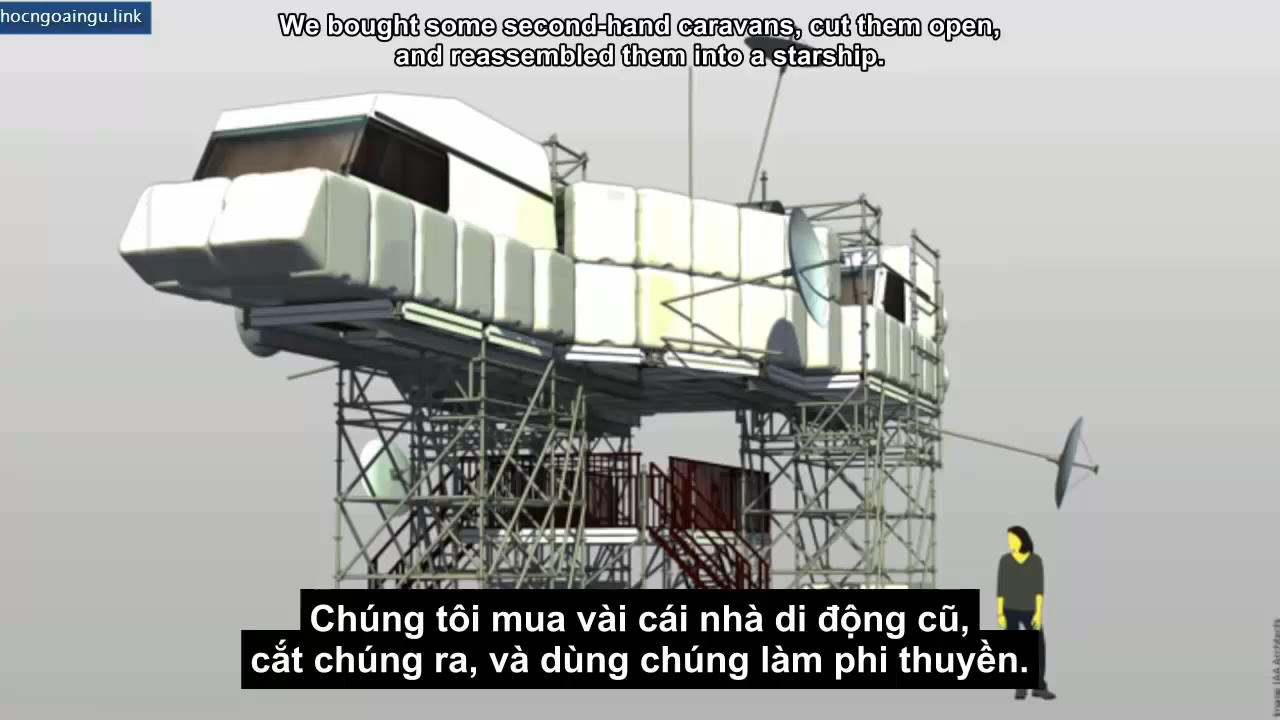 hocngoaingu.link
We bought some second-hand caravans, cut them open,
and reassembled them into a starship.
Chúng tôi mua vài cái nhà di động cũ,
cắt chúng ra, và dùng chúng làm phi thuyền.